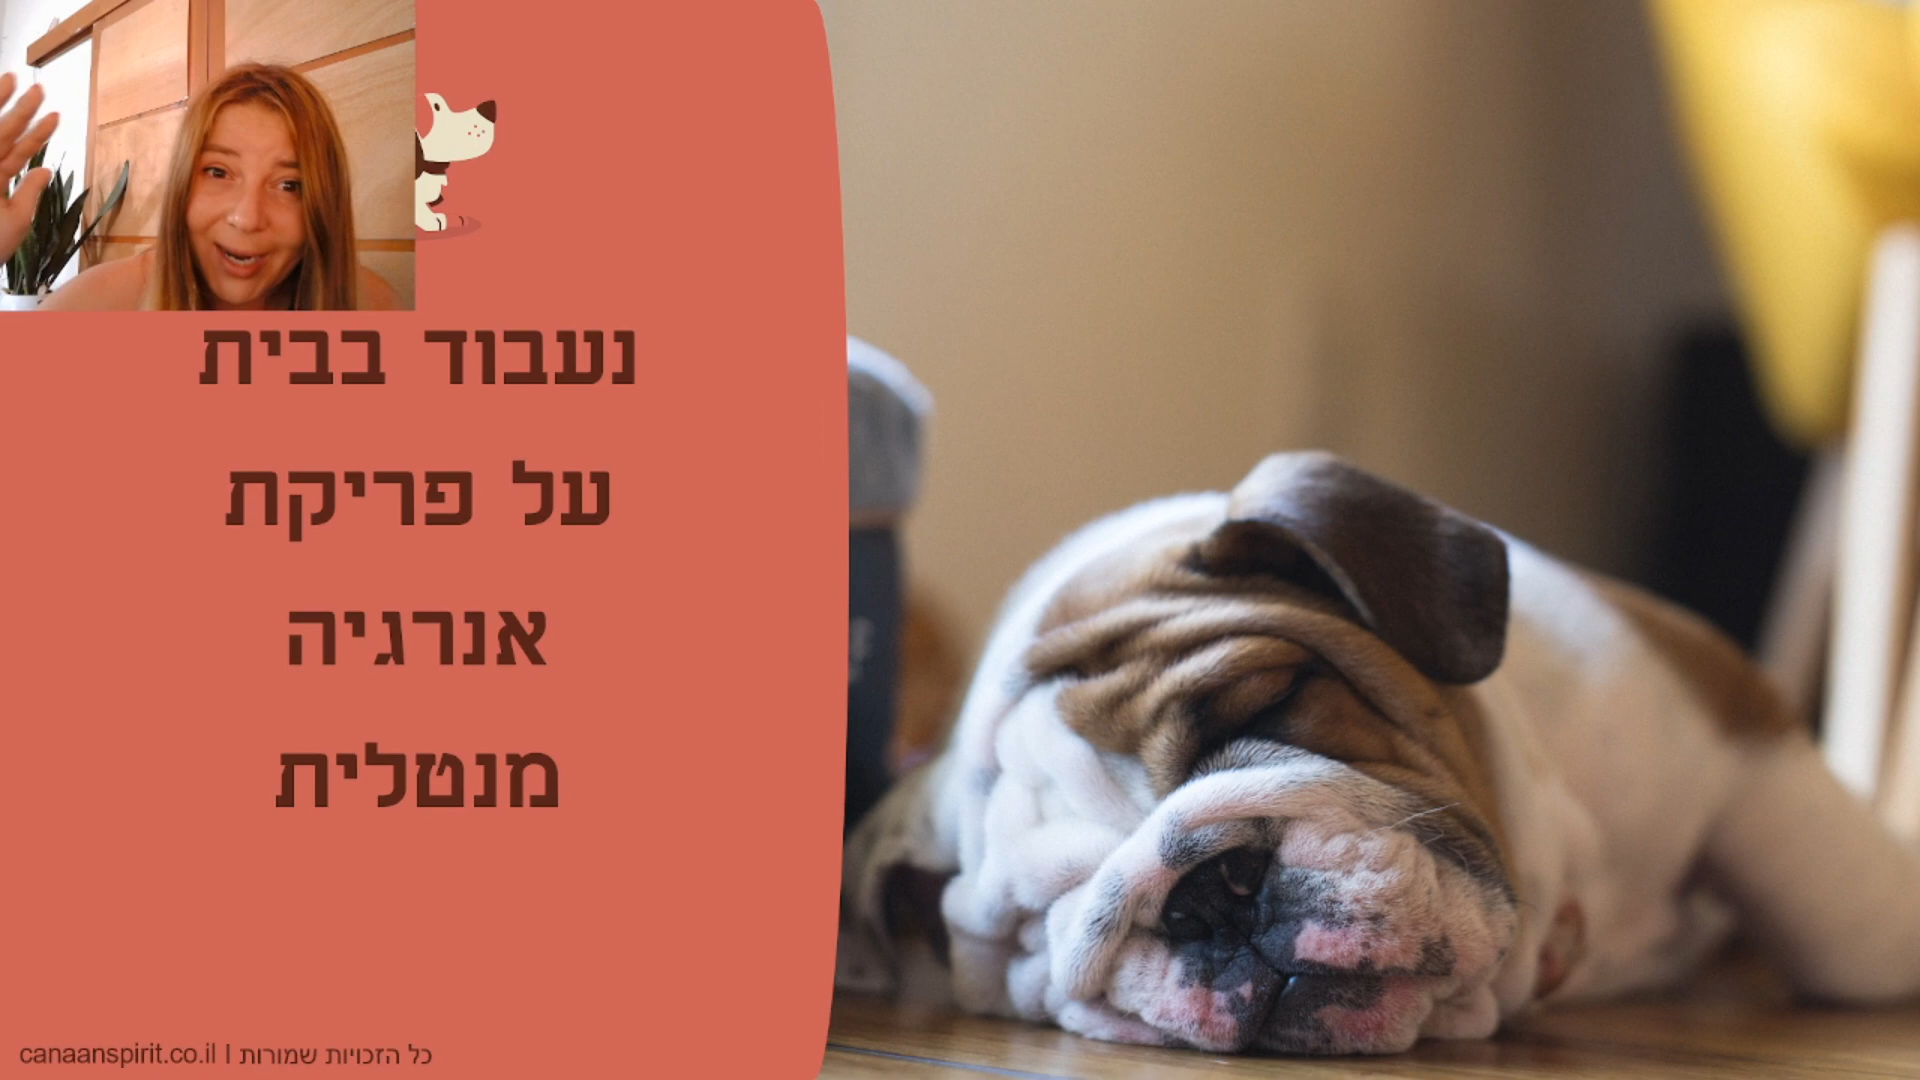 נעבוד בבית
על פריקת
אנרגיה
מנטלית
כל הזכויות שמורות | canaanspirit.co.il